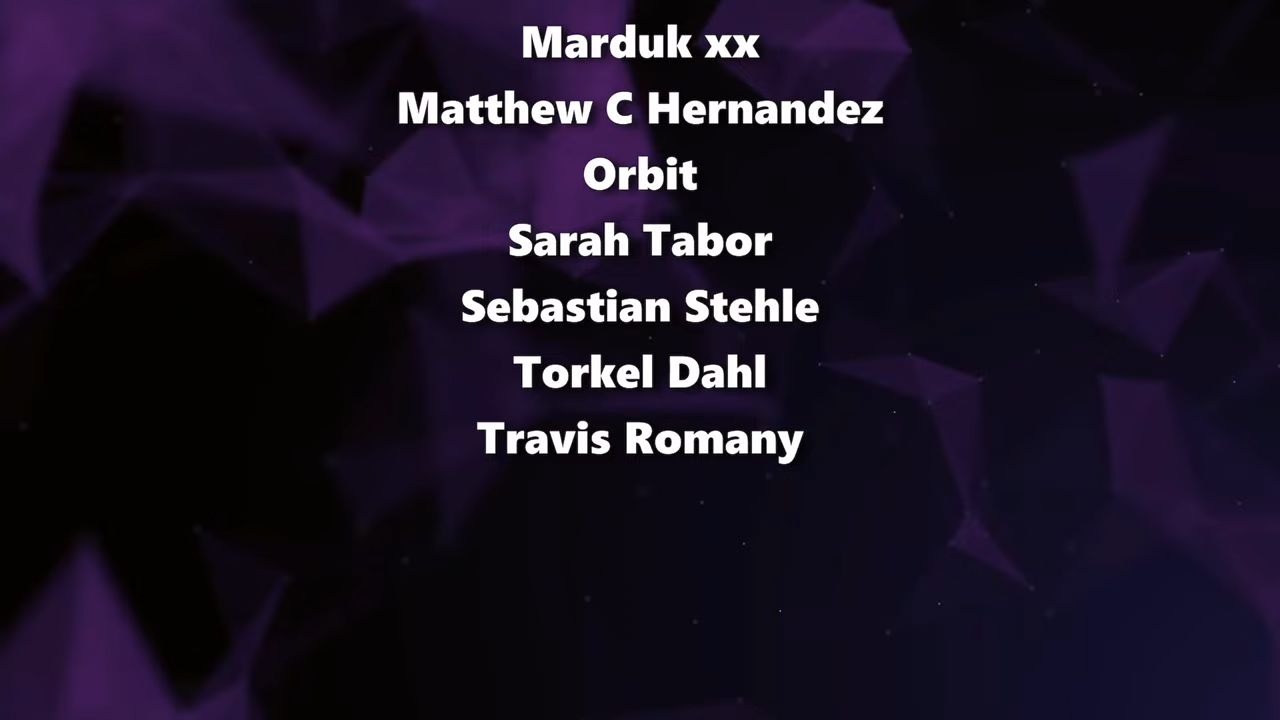 Marduk xx
Matthew C Hernandez
Orbit
Sarah Tabor
Sebastian Stehle
Torkel Dahl
Travis Romany